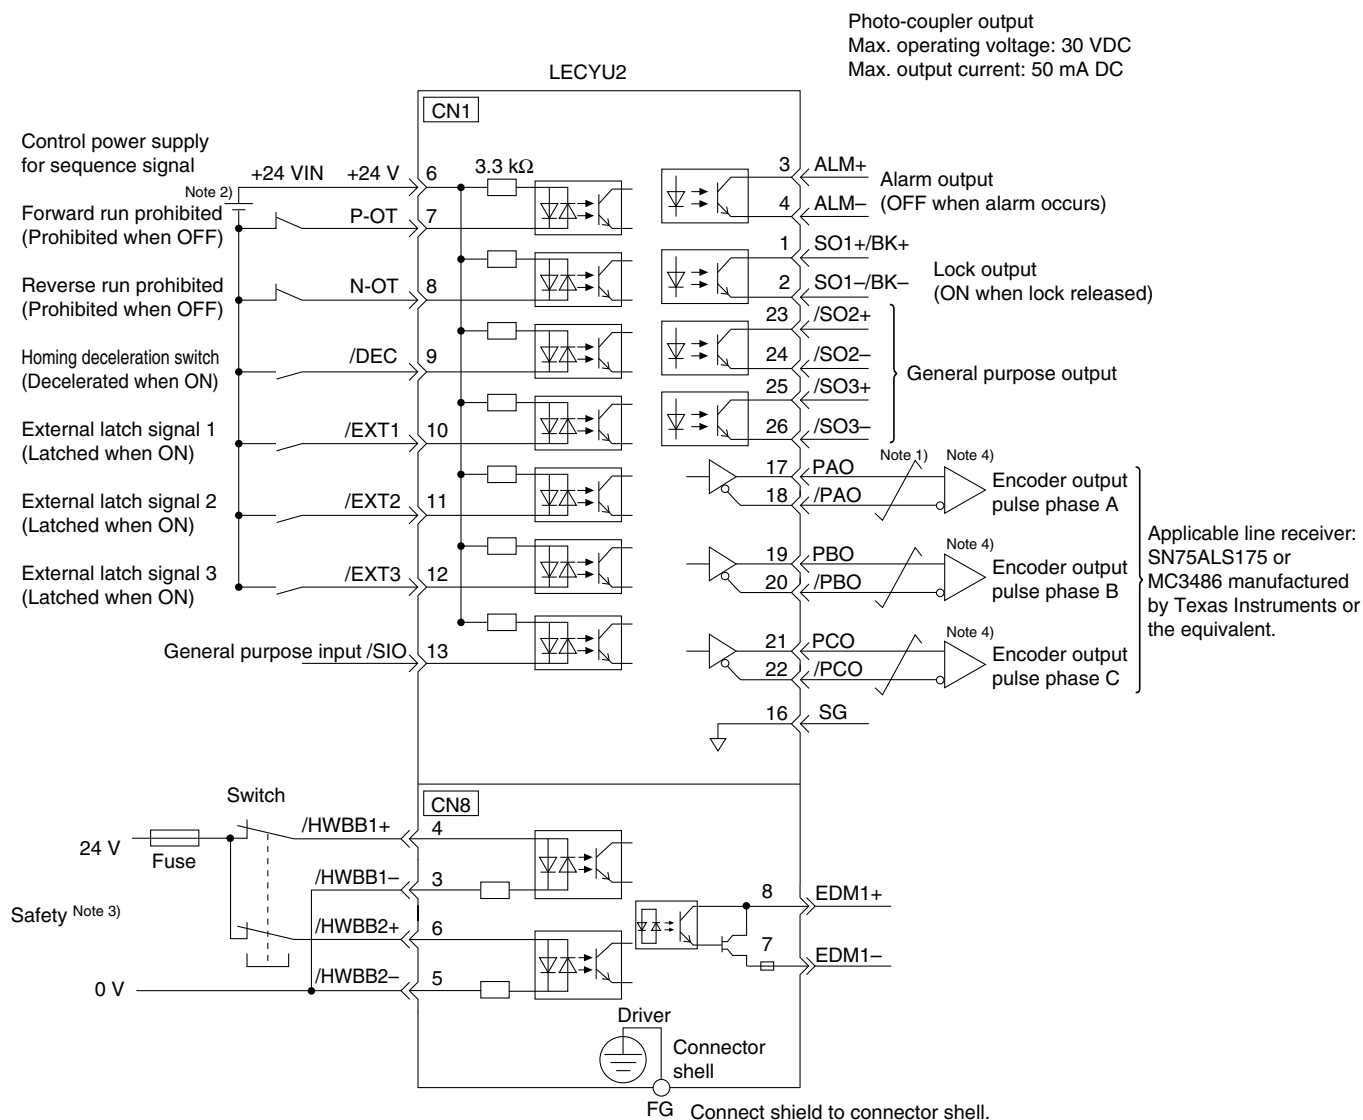 Photo-coupler output
Max. operating voltage: 30 VDC
Max. output current: 50 mA DC
LECYU2
CN1
Control power supply
for sequence signal
+24 VIN
+24 V
6
3.3 kΩ
Note 2)
Forward run prohibited
(Prohibited when OFF)
P-OT
7
Reverse run prohibited
(Prohibited when OFF)
N-OT
8
Homing deceleration switch
(Decelerated when ON)
/DEC
9
External latch signal 1
(Latched when ON)
/EXT1
10
External latch signal 2
(Latched when ON)
/EXT2
11
External latch signal 3
(Latched when ON)
/EXT3
12
General purpose input /SIO
13
3
ALM+
4
ALM–
Alarm output
(OFF when alarm occurs)
1
SO1+/BK+
2
SO1–/BK–
Lock output
(ON when lock released)
23
/SO2+
24
/SO2–
25
/SO3+
26
/SO3–
General purpose output
Note 1)
Note 4)
17
PAO
18
/PAO
Encoder output
pulse phase A
19
PBO
20
/PBO
Note 4)
Encoder output
pulse phase B
21
PCO
22
/PCO
Note 4)
Encoder output
pulse phase C
Applicable line receiver:
SN75ALS175 or
MC3486 manufactured
by Texas Instruments or
the equivalent.
16
SG
CN8
Switch
24 V
Fuse
/HWBB1+
4
/HWBB1–
3
Safety Note 3)
/HWBB2+
6
/HWBB2–
5
0 V
8
EDM1+
7
EDM1–
Driver
Connector
shell
FG
Connect shield to connector shell.